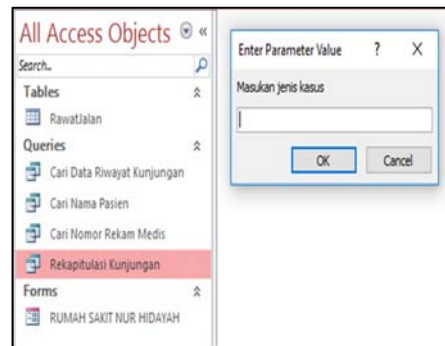 All Access Objects
Search...
Tables
RawatJalan
Queries
Cari Data Riwayat Kunjungan
Cari Nama Pasien
Cari Nomor Rekam Medis
Rekapitulasi Kunjungan
Forms
RUMAH SAKIT NUR HIDAYAH
Enter Parameter Value
Masukan jenis kasus
OK Cancel